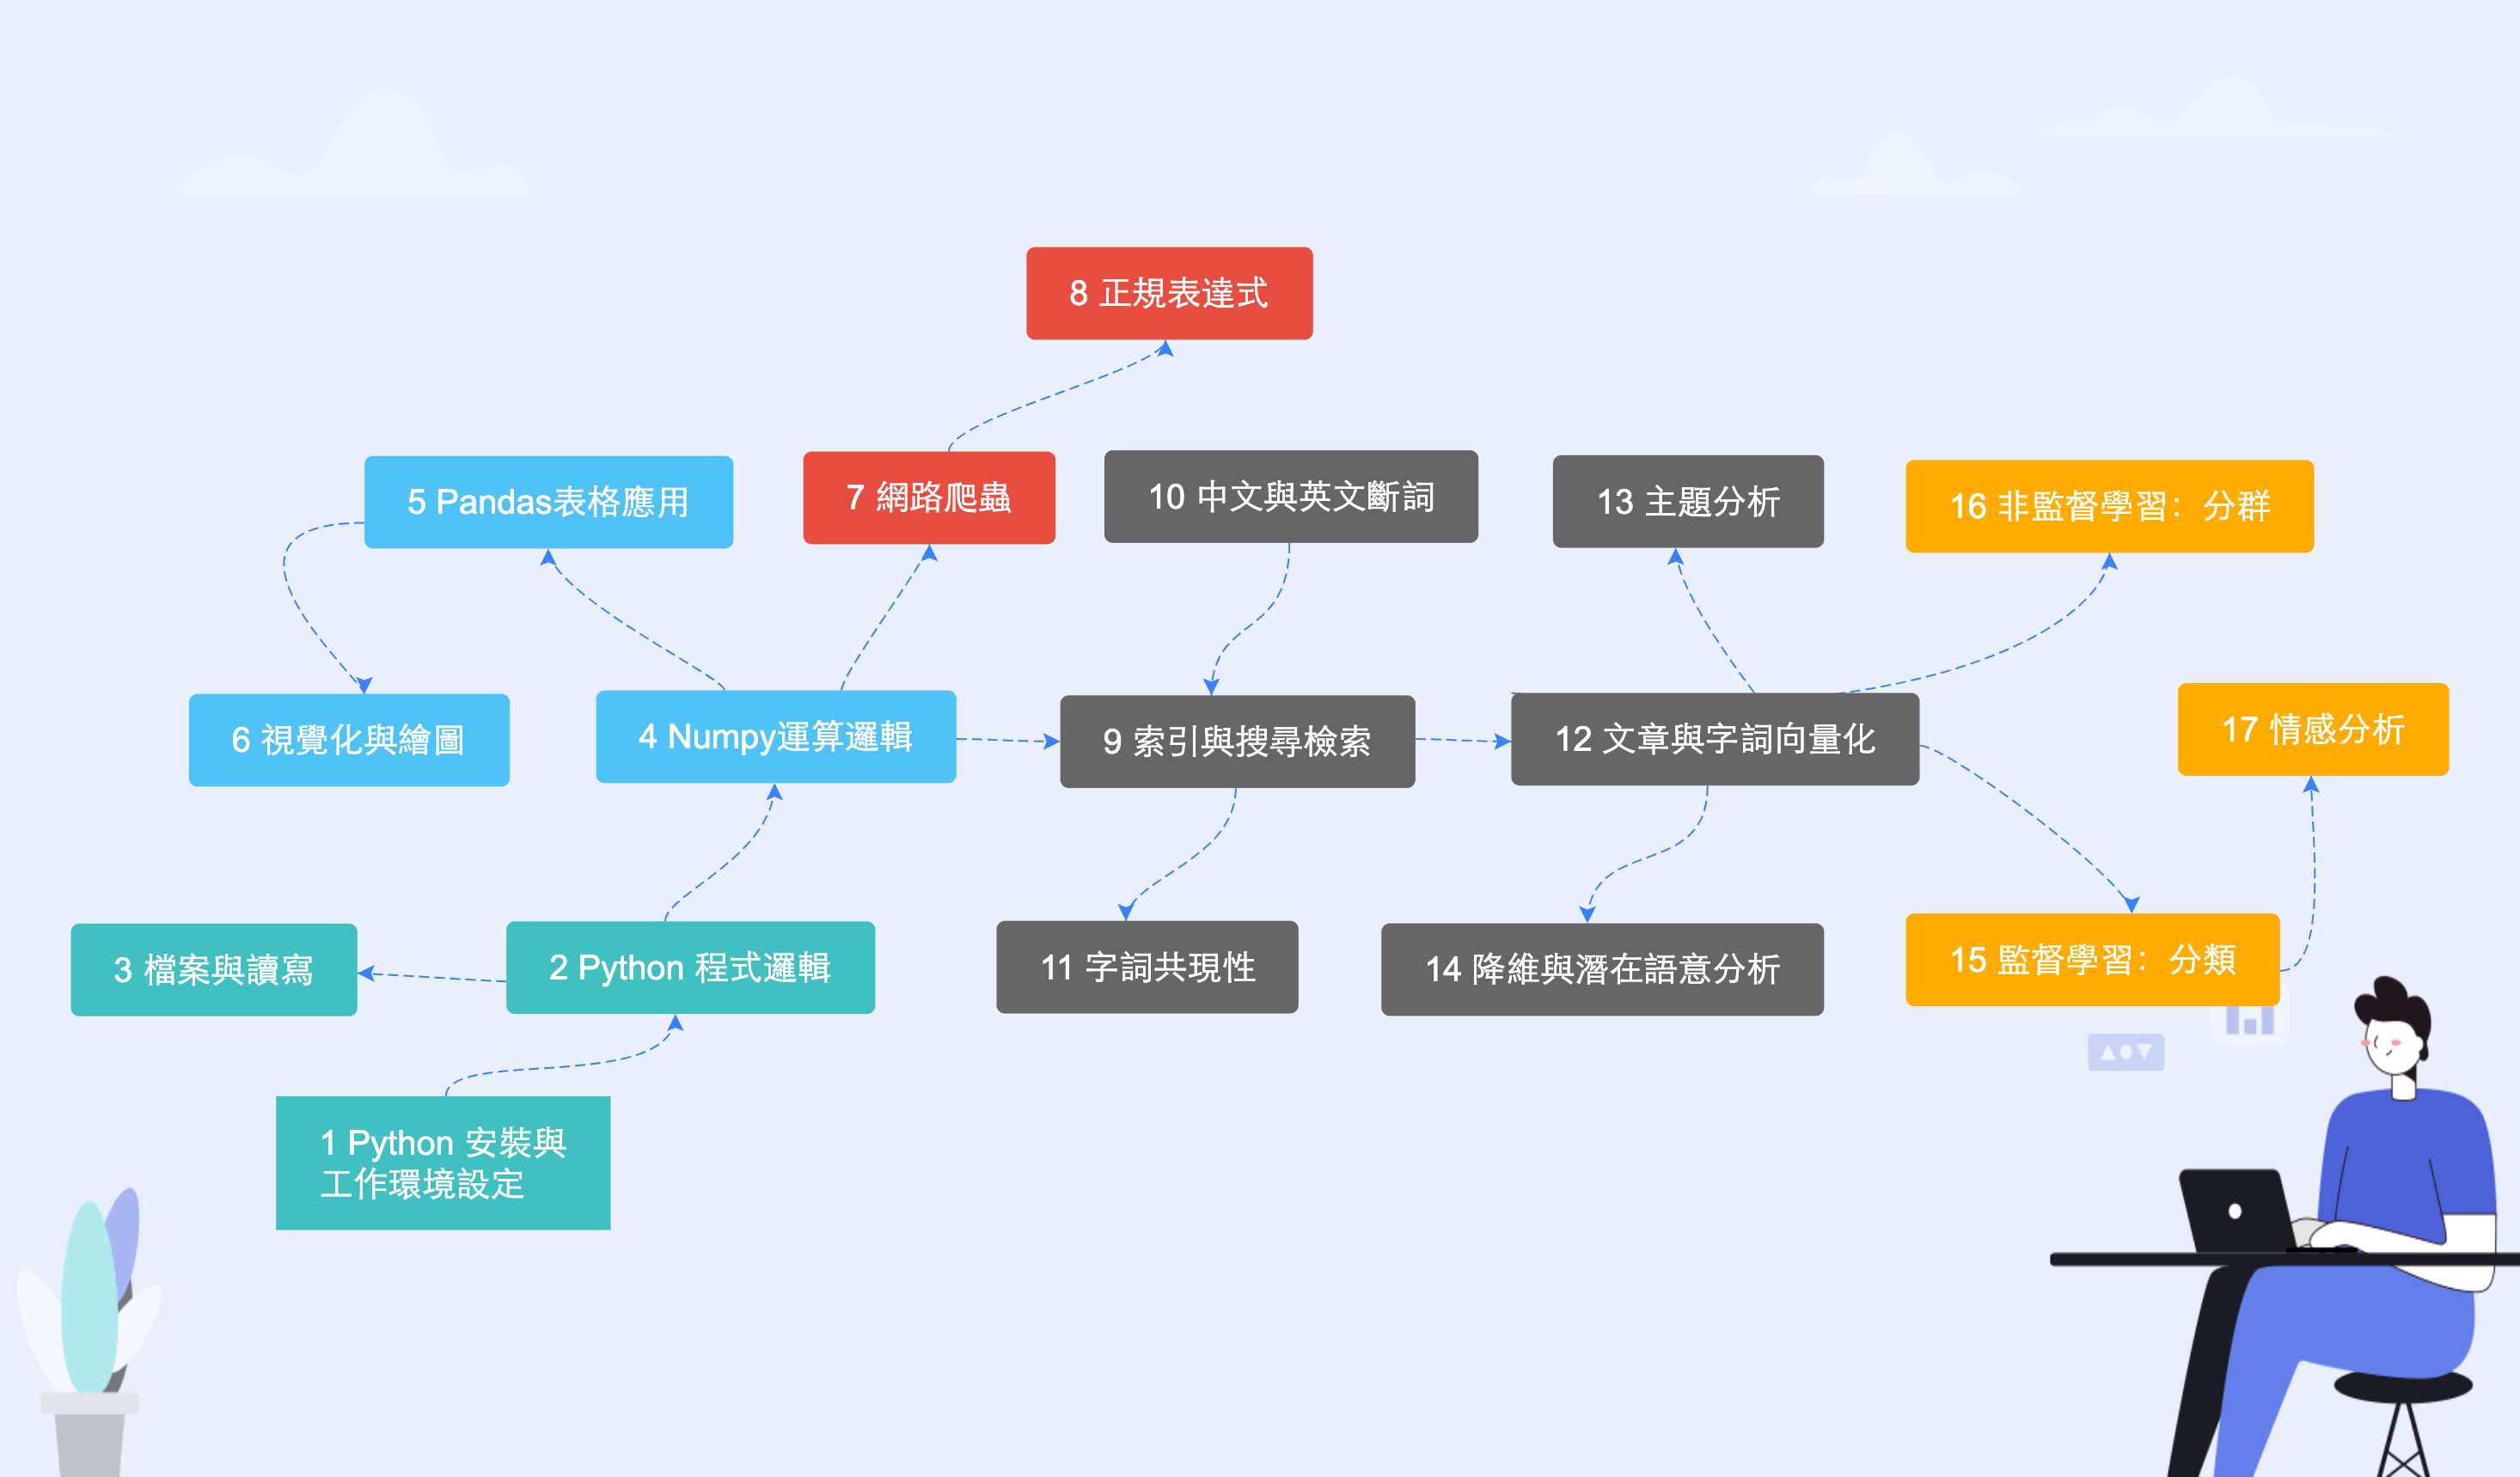 8 正規表達式
5 Pandas表格應用
7 網路爬蟲
10 中文與英文斷詞
13 主題分析
16 非監督學習：分群
6 視覺化與繪圖
4 Numpy運算邏輯
9 索引與搜尋檢索
12 文章與字詞向量化
17 情感分析
3 檔案與讀寫
2 Python 程式邏輯
11 字詞共現性
14 降維與潛在語意分析
15 監督學習：分類
1 Python 安裝與
工作環境設定